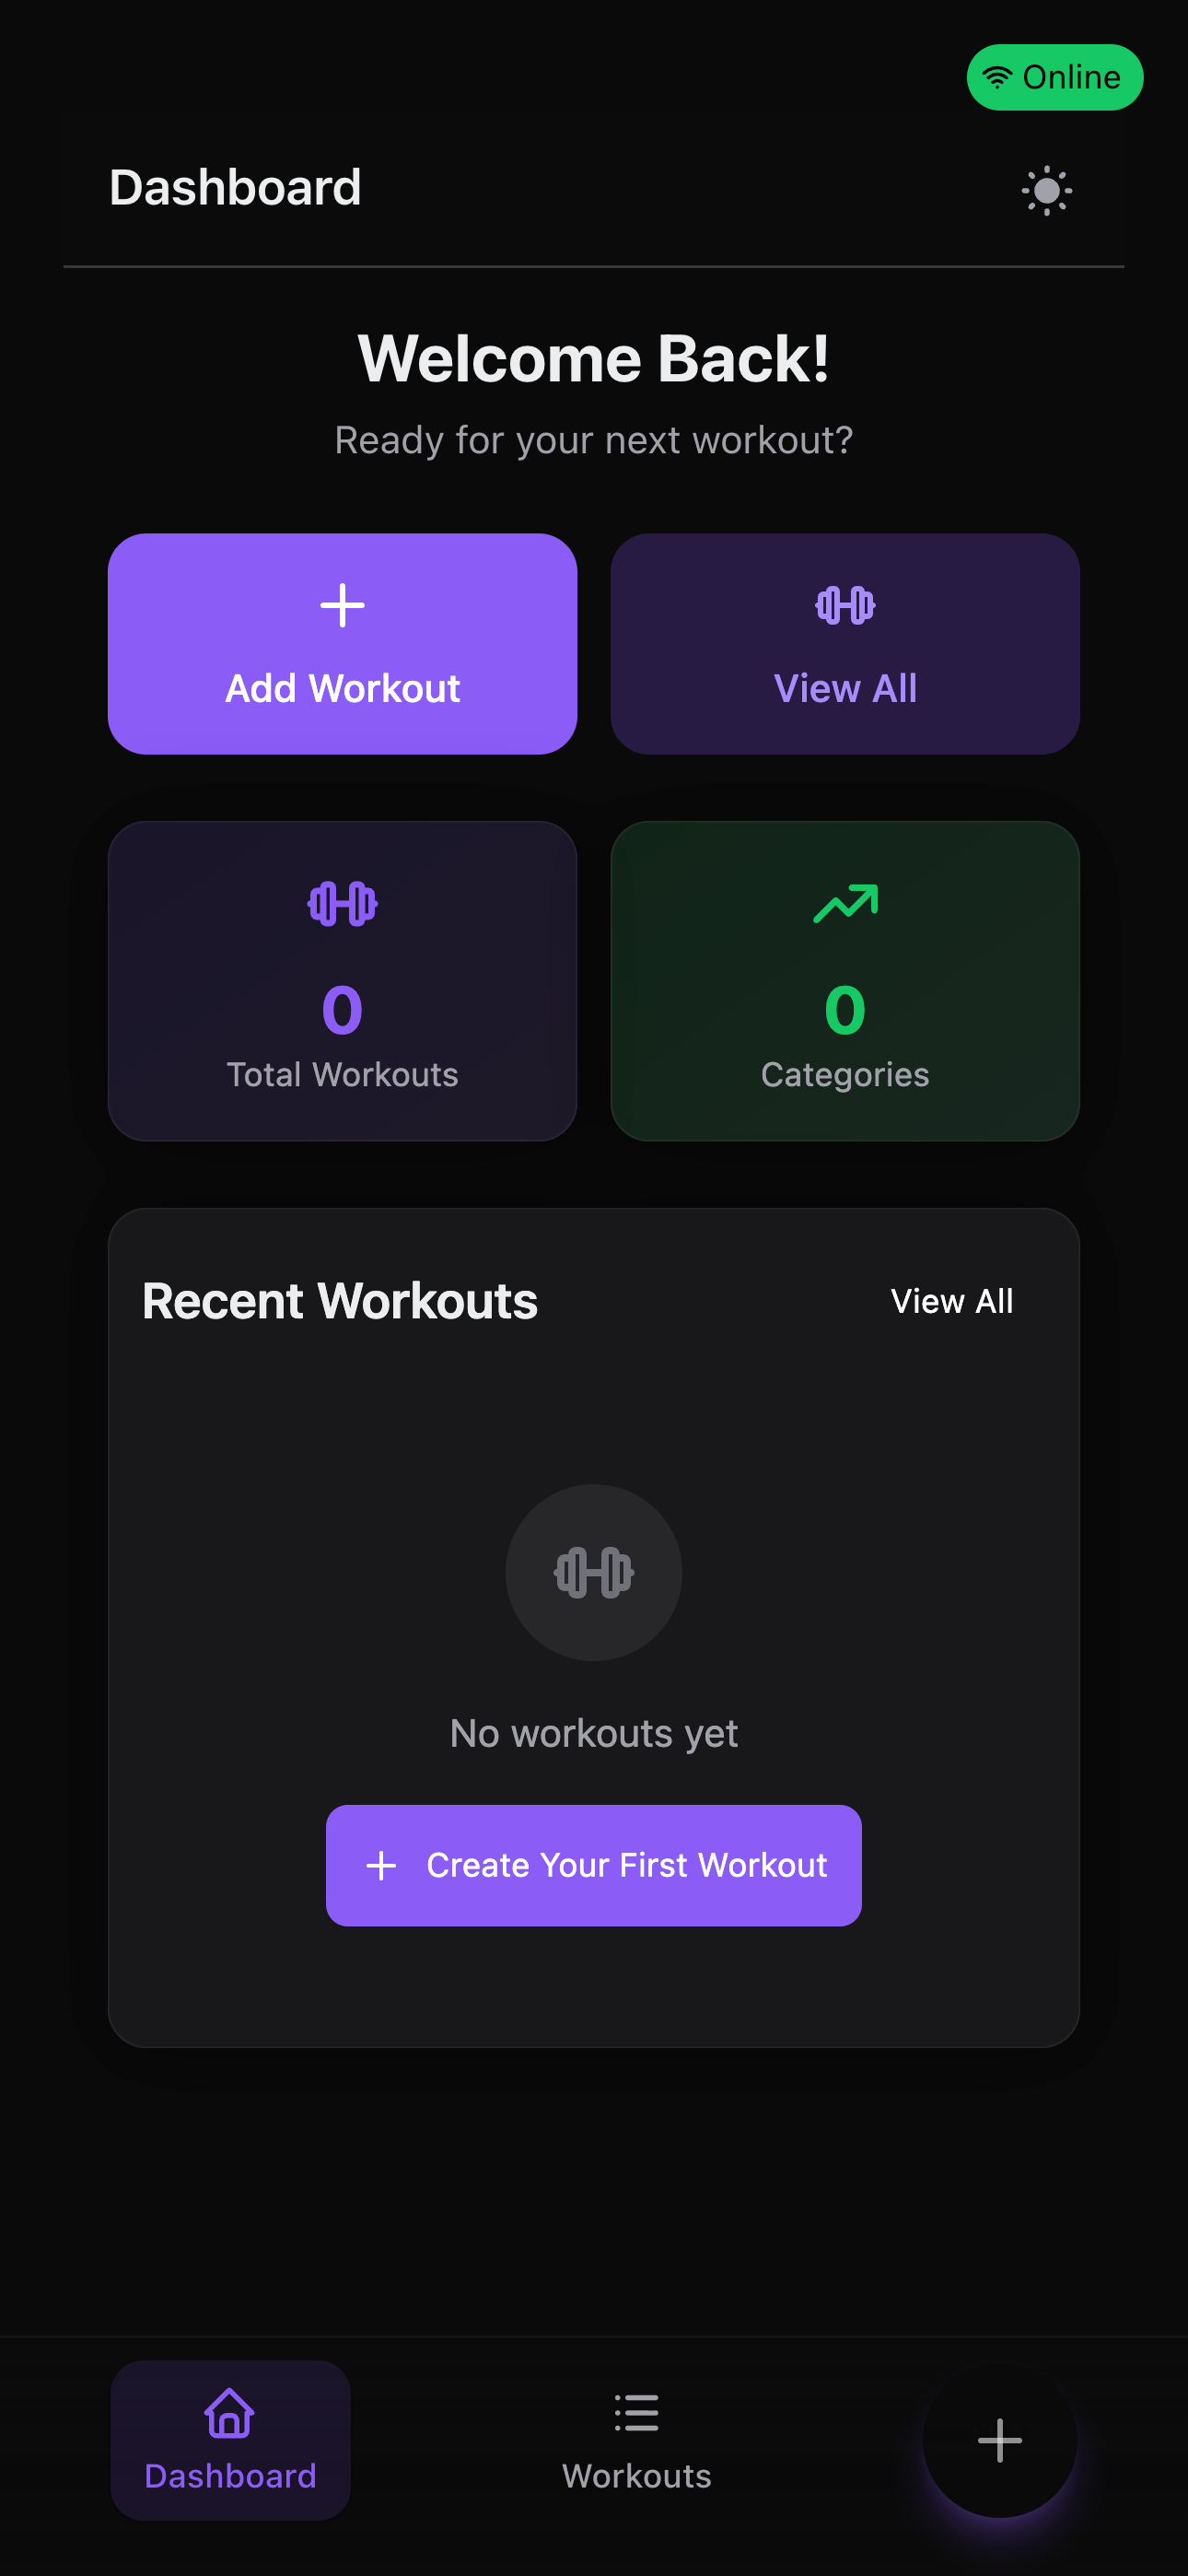 Online
Dashboard
Welcome Back!
Ready for your next workout?
Add Workout
View All
0
Total Workouts
0
Categories
Recent Workouts
View All
No workouts yet
Create Your First Workout
Dashboard
Workouts